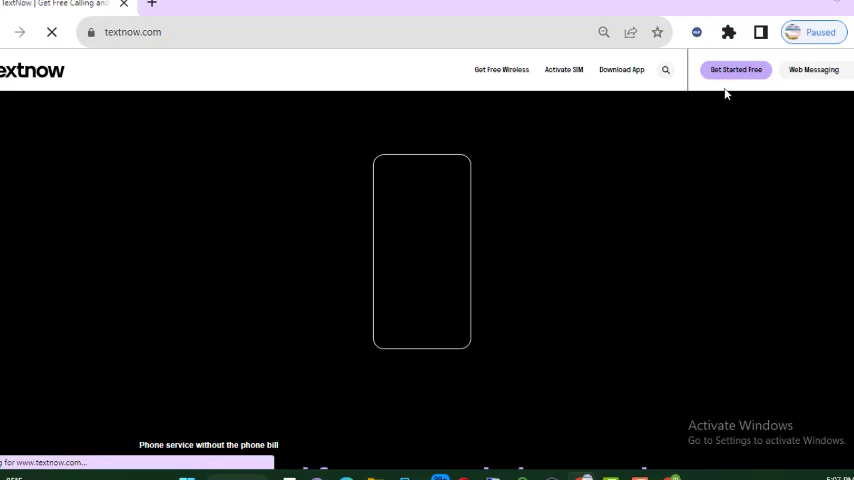 TextNow | Get Free Calling and
textnow.com
Paused
extnow
Get Free Wireless
Activate SIM
Download App
Get Started Free
Web Messaging
Phone service without the phone bill
Activate Windows
Go to Settings to activate Windows.
g for www.textnow.com...